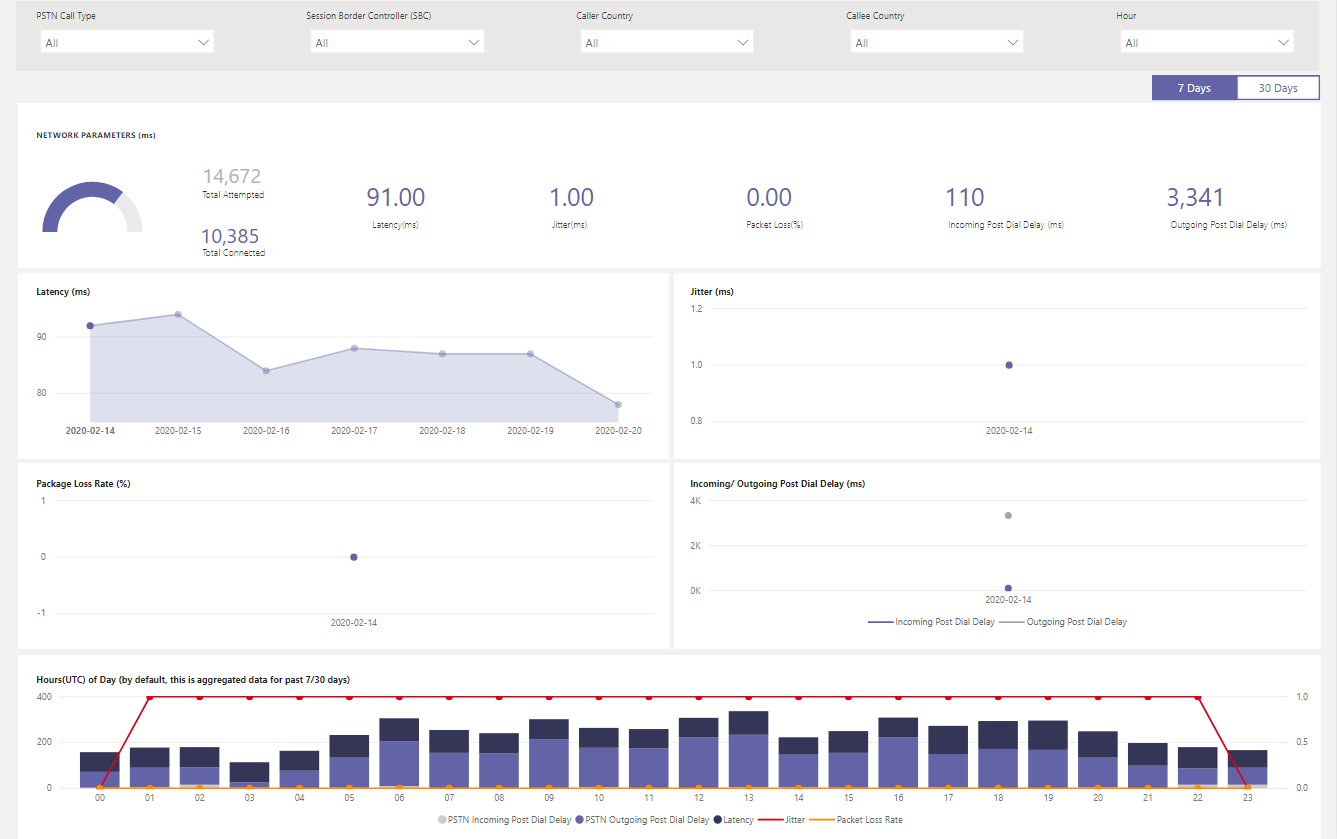 PSTN Call Type Session Border Controller (SBC) Caller Country Callee Country Hour
All All All All All
7 Days 30 Days
NETWORK PARAMETERS (ms)
14,672
Total Attempted
10,385
Total Connected
91.00
Latency(ms)
1.00
Jitter(ms)
0.00
Packet Loss(%)
110
Incoming Post Dial Delay (ms)
3,341
Outgoing Post Dial Delay (ms)
Latency (ms)
90
80
2020-02-14 2020-02-15 2020-02-16 2020-02-17 2020-02-18 2020-02-19 2020-02-20
Jitter (ms)
1.2
1.0
0.8
2020-02-14
Package Loss Rate (%)
1
0
-1
2020-02-14
Incoming/ Outgoing Post Dial Delay (ms)
4K
2K
0K
2020-02-14
Incoming Post Dial Delay Outgoing Post Dial Delay
Hours(UTC) of Day (by default, this is aggregated data for past 7/30 days)
400 1.0
200 0.5
0 0.0
00 01 02 03 04 05 06 07 08 09 10 11 12 13 14 15 16 17 18 19 20 21 22 23
PSTN Incoming Post Dial Delay PSTN Outgoing Post Dial Delay Latency Jitter Packet Loss Rate